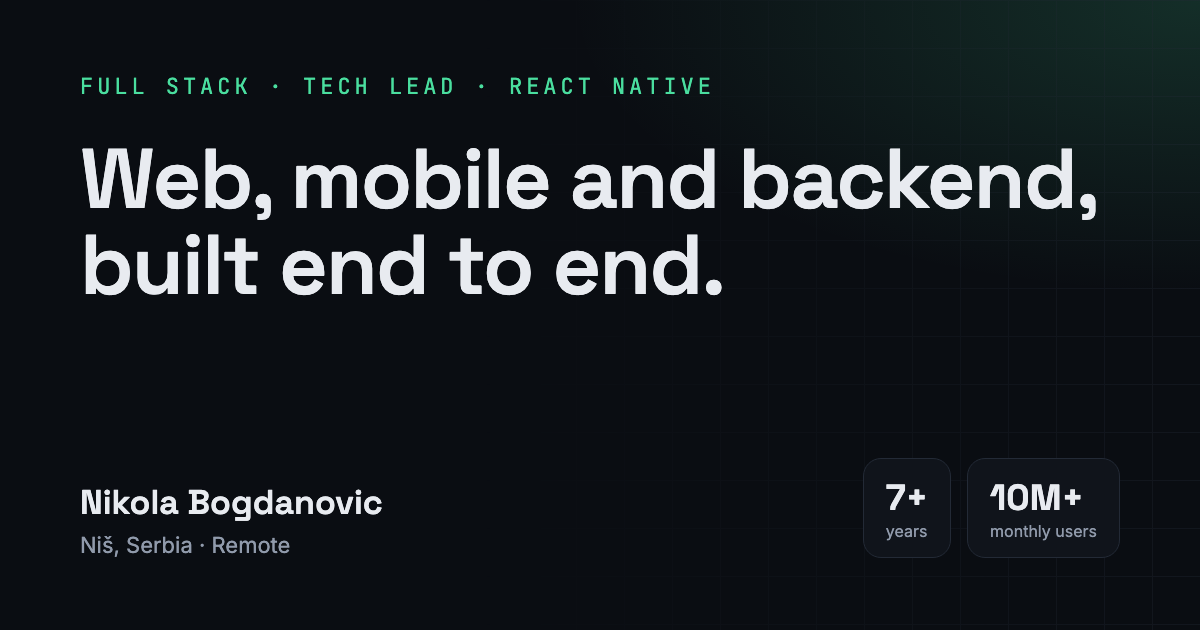 FULL STACK · TECH LEAD · REACT NATIVE
Web, mobile and backend,
built end to end.
Nikola Bogdanovic
Niš, Serbia · Remote
7+
years
10M+
monthly users